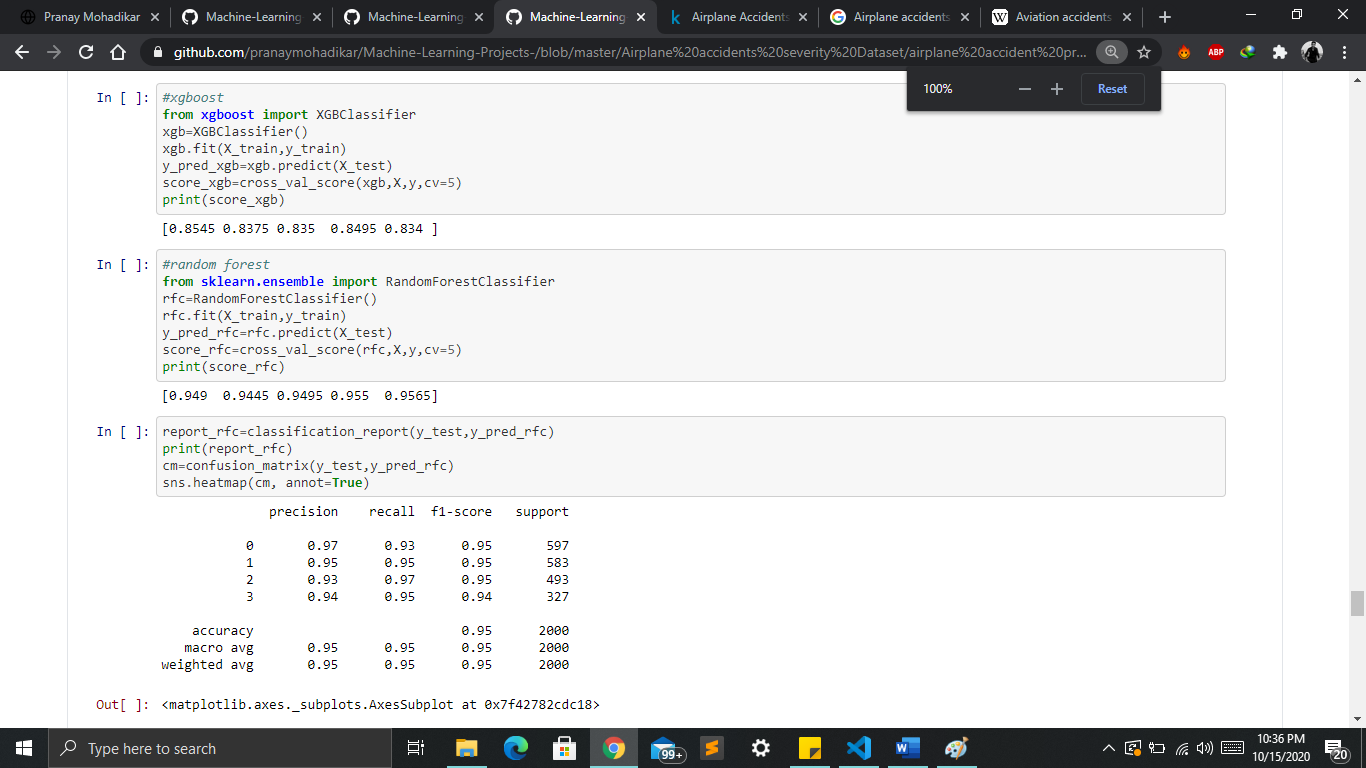 Pranay Mohadikar
Machine-Learning
Machine-Learning
Machine-Learning
Airplane Accidents
Airplane accidents
Aviation accidents
github.com/pranaymohadikar/Machine-Learning-Projects-/blob/master/Airplane%20accidents%20severity%20Dataset/airplane%20accident%20pr...
ABP
100%
Reset
In [ ]:
#xgboost
from xgboost import XGBClassifier
xgb=XGBClassifier()
xgb.fit(X_train,y_train)
y_pred_xgb=xgb.predict(X_test)
score_xgb=cross_val_score(xgb,X,y,cv=5)
print(score_xgb)
[0.8545 0.8375 0.835  0.8495 0.834 ]
In [ ]:
#random forest
from sklearn.ensemble import RandomForestClassifier
rfc=RandomForestClassifier()
rfc.fit(X_train,y_train)
y_pred_rfc=rfc.predict(X_test)
score_rfc=cross_val_score(rfc,X,y,cv=5)
print(score_rfc)
[0.949  0.9445 0.9495 0.955  0.9565]
In [ ]:
report_rfc=classification_report(y_test,y_pred_rfc)
print(report_rfc)
cm=confusion_matrix(y_test,y_pred_rfc)
sns.heatmap(cm, annot=True)
precision recall f1-score support
0 0.97 0.93 0.95 597
1 0.95 0.95 0.95 583
2 0.93 0.97 0.95 493
3 0.94 0.95 0.94 327
accuracy 0.95 2000
macro avg 0.95 0.95 0.95 2000
weighted avg 0.95 0.95 0.95 2000
Out[ ]: <matplotlib.axes._subplots.AxesSubplot at 0x7f42782cdc18>
Type here to search
99+
10:36 PM
10/15/2020
20